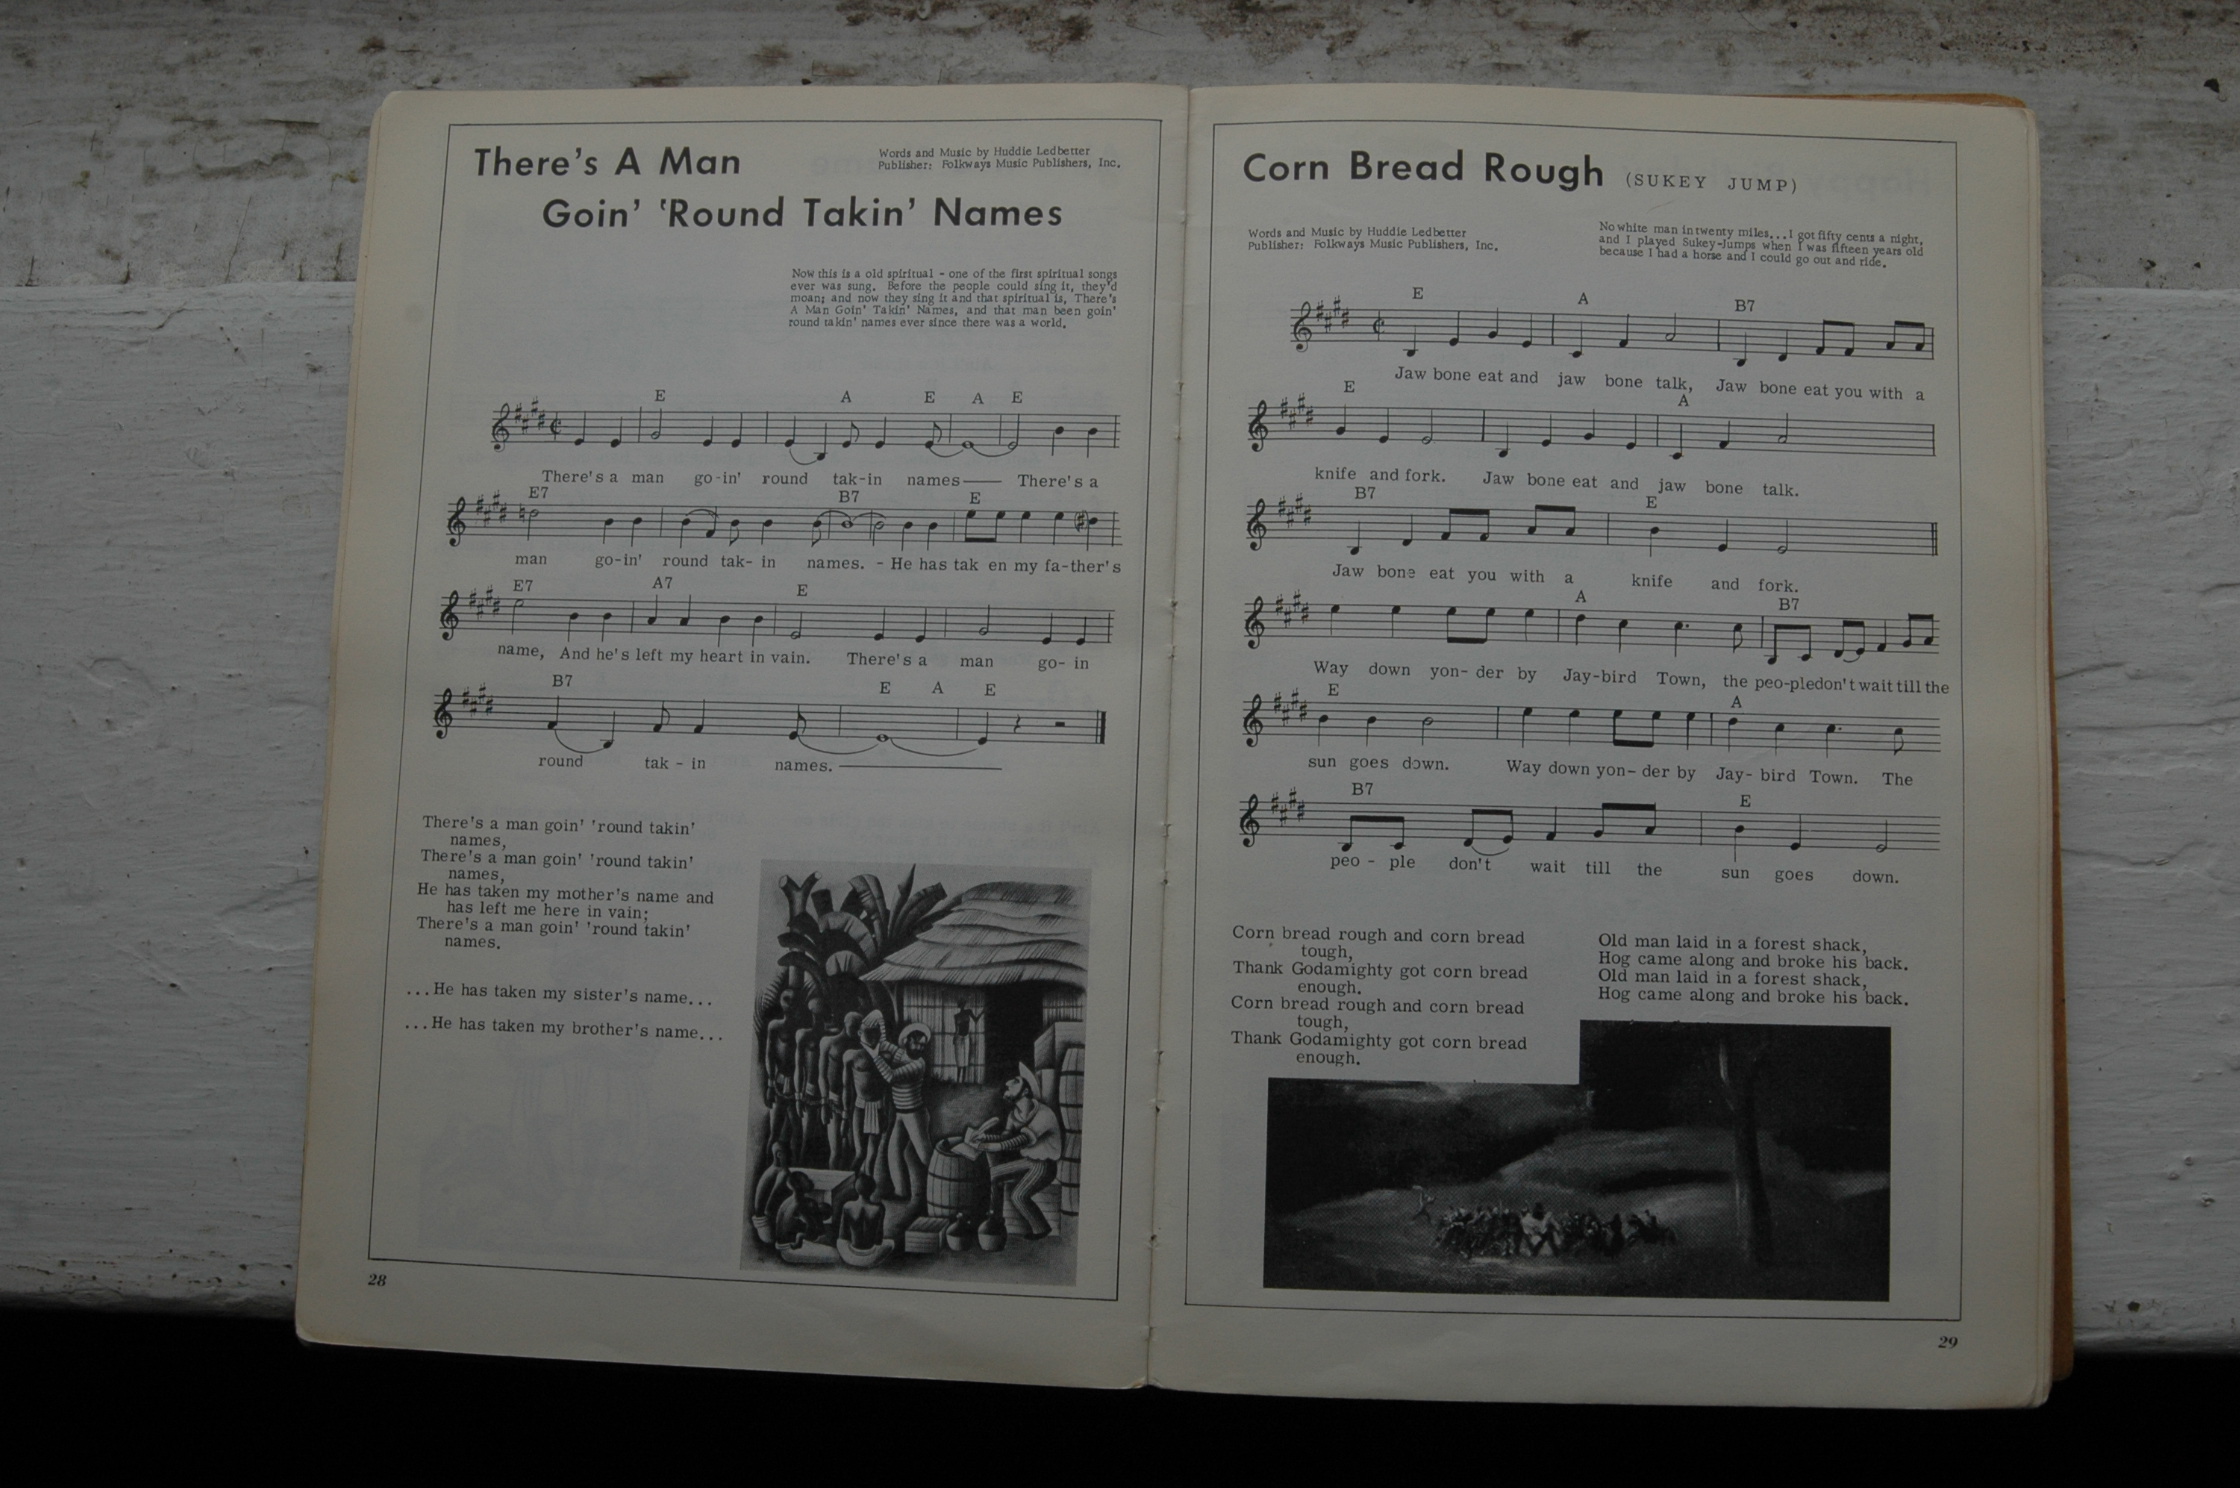 There's A Man
Goin' 'Round Takin' Names
Words and Music by Huddie Ledbetter
Publisher: Folkways Music Publishers, Inc.
Now this is a old spiritual - one of the first spiritual songs
ever was sung. Before the people could sing it, they'd
moan; and now they sing it and that spiritual is, There's
A Man Goin' Takin' Names, and that man been goin'
round takin' names ever since there was a world.
E A E A E
There's a man go-in' round tak-in names There's a
E7 B7 E
man go-in' round tak- in names. - He has tak en my fa-ther's
E7 A7 E
name, And he's left my heart in vain. There's a man go- in
B7 E A E
round tak - in names.
There's a man goin' 'round takin'
names,
There's a man goin' 'round takin'
names,
He has taken my mother's name and
has left me here in vain;
There's a man goin' 'round takin'
names.
...He has taken my sister's name...
...He has taken my brother's name...
28
Corn Bread Rough (SUKEY JUMP)
Words and Music by Huddie Ledbetter
Publisher: Folkways Music Publishers, Inc.
No white man in twenty miles...I got fifty cents a night,
and I played Sukey-Jumps when I was fifteen years old
because I had a horse and I could go out and ride.
E A B7
Jaw bone eat and jaw bone talk, Jaw bone eat you with a
E A
knife and fork. Jaw bone eat and jaw bone talk.
B7 E
Jaw bone eat you with a knife and fork.
A B7
Way down yon- der by Jay-bird Town, the peo-pledon't wait till the
E A
sun goes down. Way down yon- der by Jay- bird Town. The
B7 E
peo - ple don't wait till the sun goes down.
Corn bread rough and corn bread
tough,
Thank Godamighty got corn bread
enough.
Corn bread rough and corn bread
tough,
Thank Godamighty got corn bread
enough.
Old man laid in a forest shack,
Hog came along and broke his back.
Old man laid in a forest shack,
Hog came along and broke his back.
29